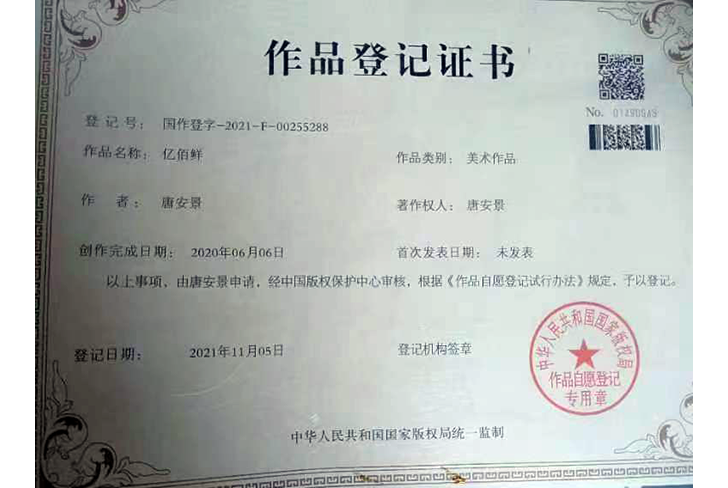 作品登记证书
No.
登 记 号： 国作登字-2021-F-00255288
作品名称： 亿佰鲜
作品类别： 美术作品
作 者： 唐安景
著作权人： 唐安景
创作完成日期： 2020年06月06日
首次发表日期： 未发表
以上事项，由唐安景申请，经中国版权保护中心审核，根据《作品自愿登记试行办法》规定，予以登记。
登记日期： 2021年11月05日
登记机构签章
中华人民共和国国家版权局
作品自愿登记
专用章
中华人民共和国国家版权局统一监制